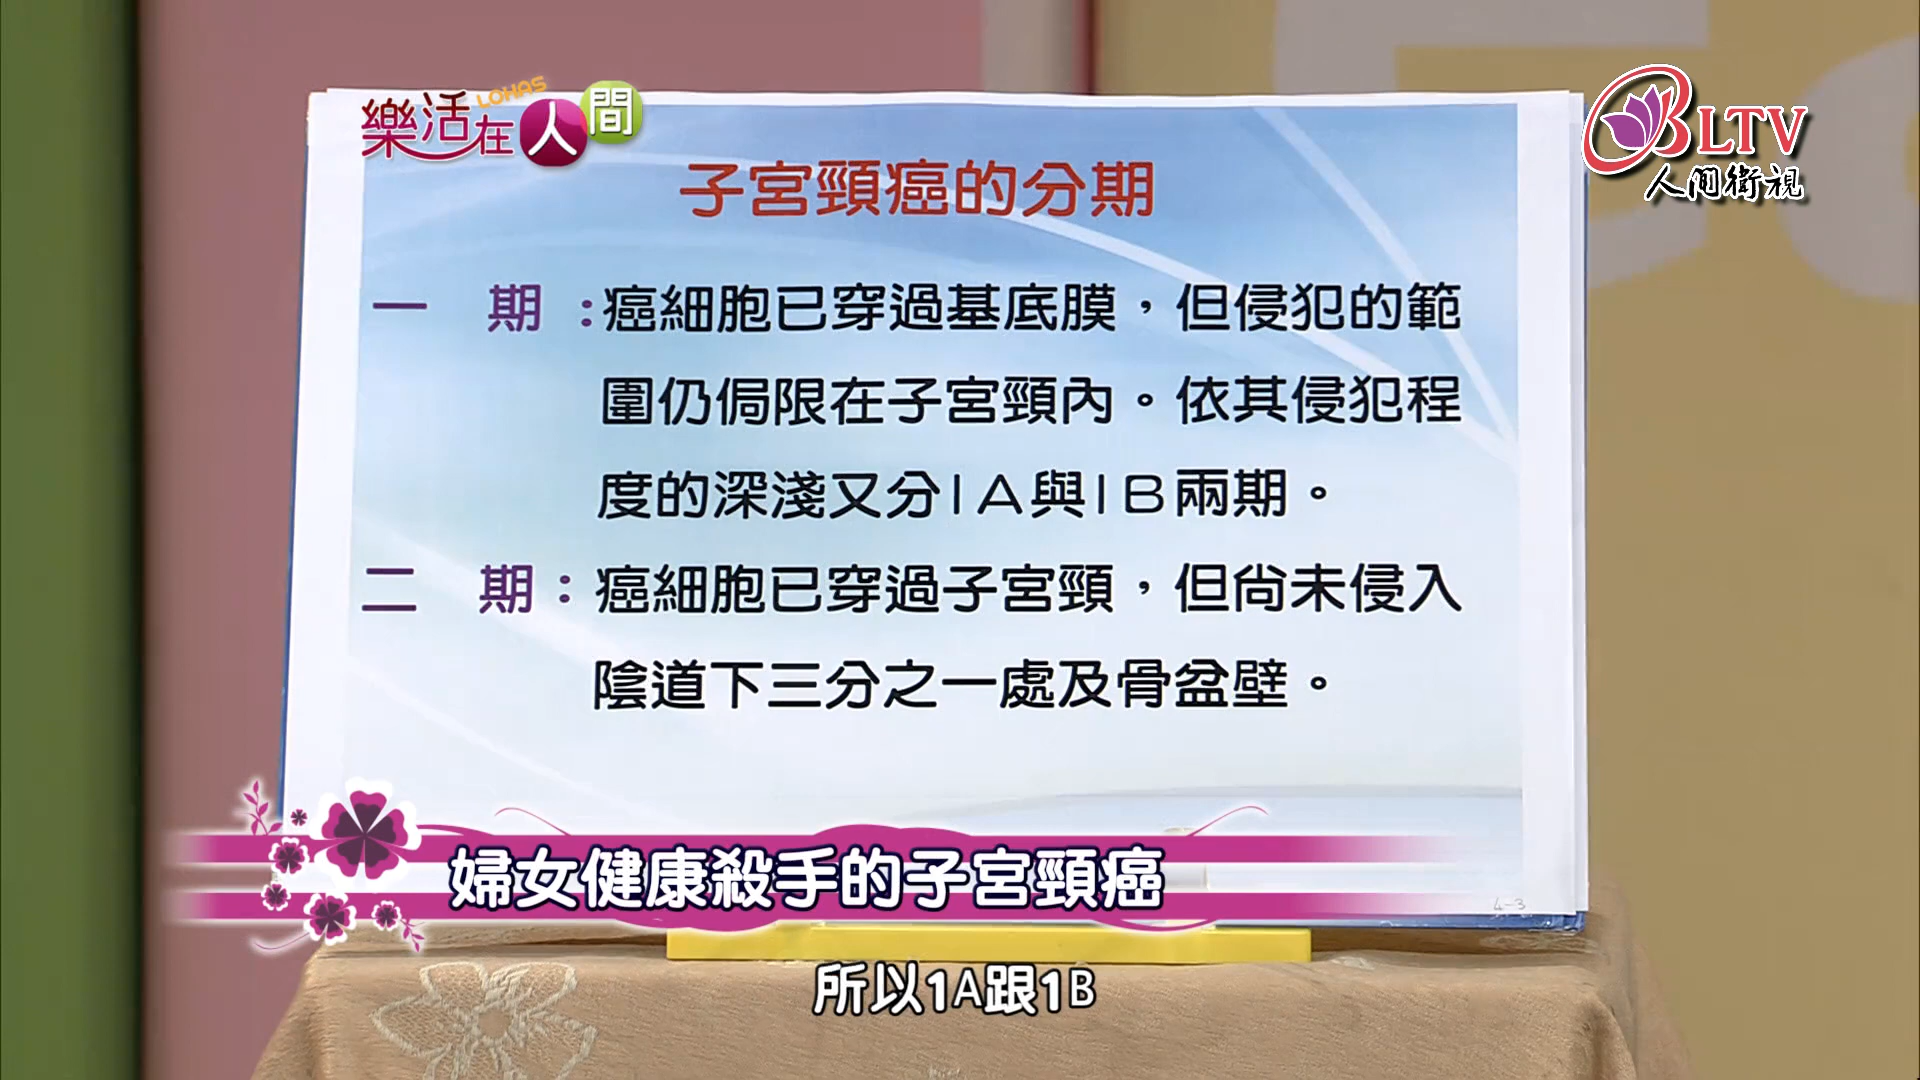 樂活在人間
LOHAS
BLTV
人間衛視
子宮頸癌的分期
一 期:癌細胞已穿過基底膜,但侵犯的範
圍仍侷限在子宮頸內。依其侵犯程
度的深淺又分1A與1B兩期。
二 期:癌細胞已穿過子宮頸,但尚未侵入
陰道下三分之一處及骨盆壁。
4-3
婦女健康殺手的子宮頸癌
所以1A跟1B